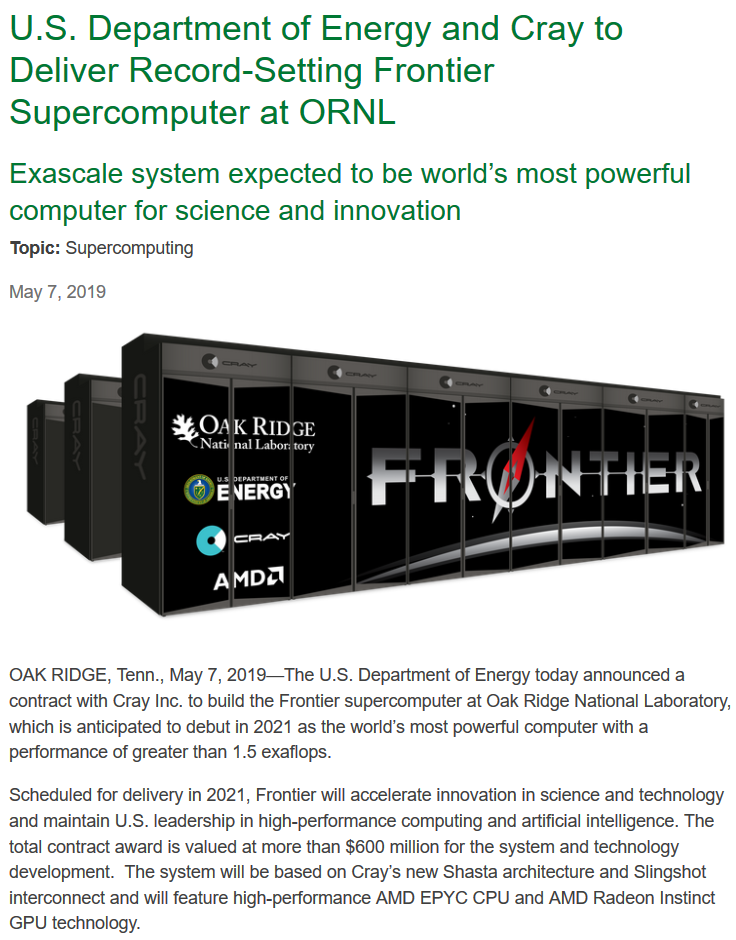 U.S. Department of Energy and Cray to
Deliver Record-Setting Frontier
Supercomputer at ORNL
Exascale system expected to be world's most powerful
computer for science and innovation
Topic: Supercomputing
May 7, 2019
CRAY
CRAY
CRAY
CRAY
CRAY
CRAY
CRAY
CRAY
CRAY
OAK RIDGE
National Laboratory
U.S. DEPARTMENT OF
ENERGY
CRAY
AMD
FRONTIER
OAK RIDGE, Tenn., May 7, 2019—The U.S. Department of Energy today announced a
contract with Cray Inc. to build the Frontier supercomputer at Oak Ridge National Laboratory,
which is anticipated to debut in 2021 as the world's most powerful computer with a
performance of greater than 1.5 exaflops.
Scheduled for delivery in 2021, Frontier will accelerate innovation in science and technology
and maintain U.S. leadership in high-performance computing and artificial intelligence. The
total contract award is valued at more than $600 million for the system and technology
development.  The system will be based on Cray's new Shasta architecture and Slingshot
interconnect and will feature high-performance AMD EPYC CPU and AMD Radeon Instinct
GPU technology.